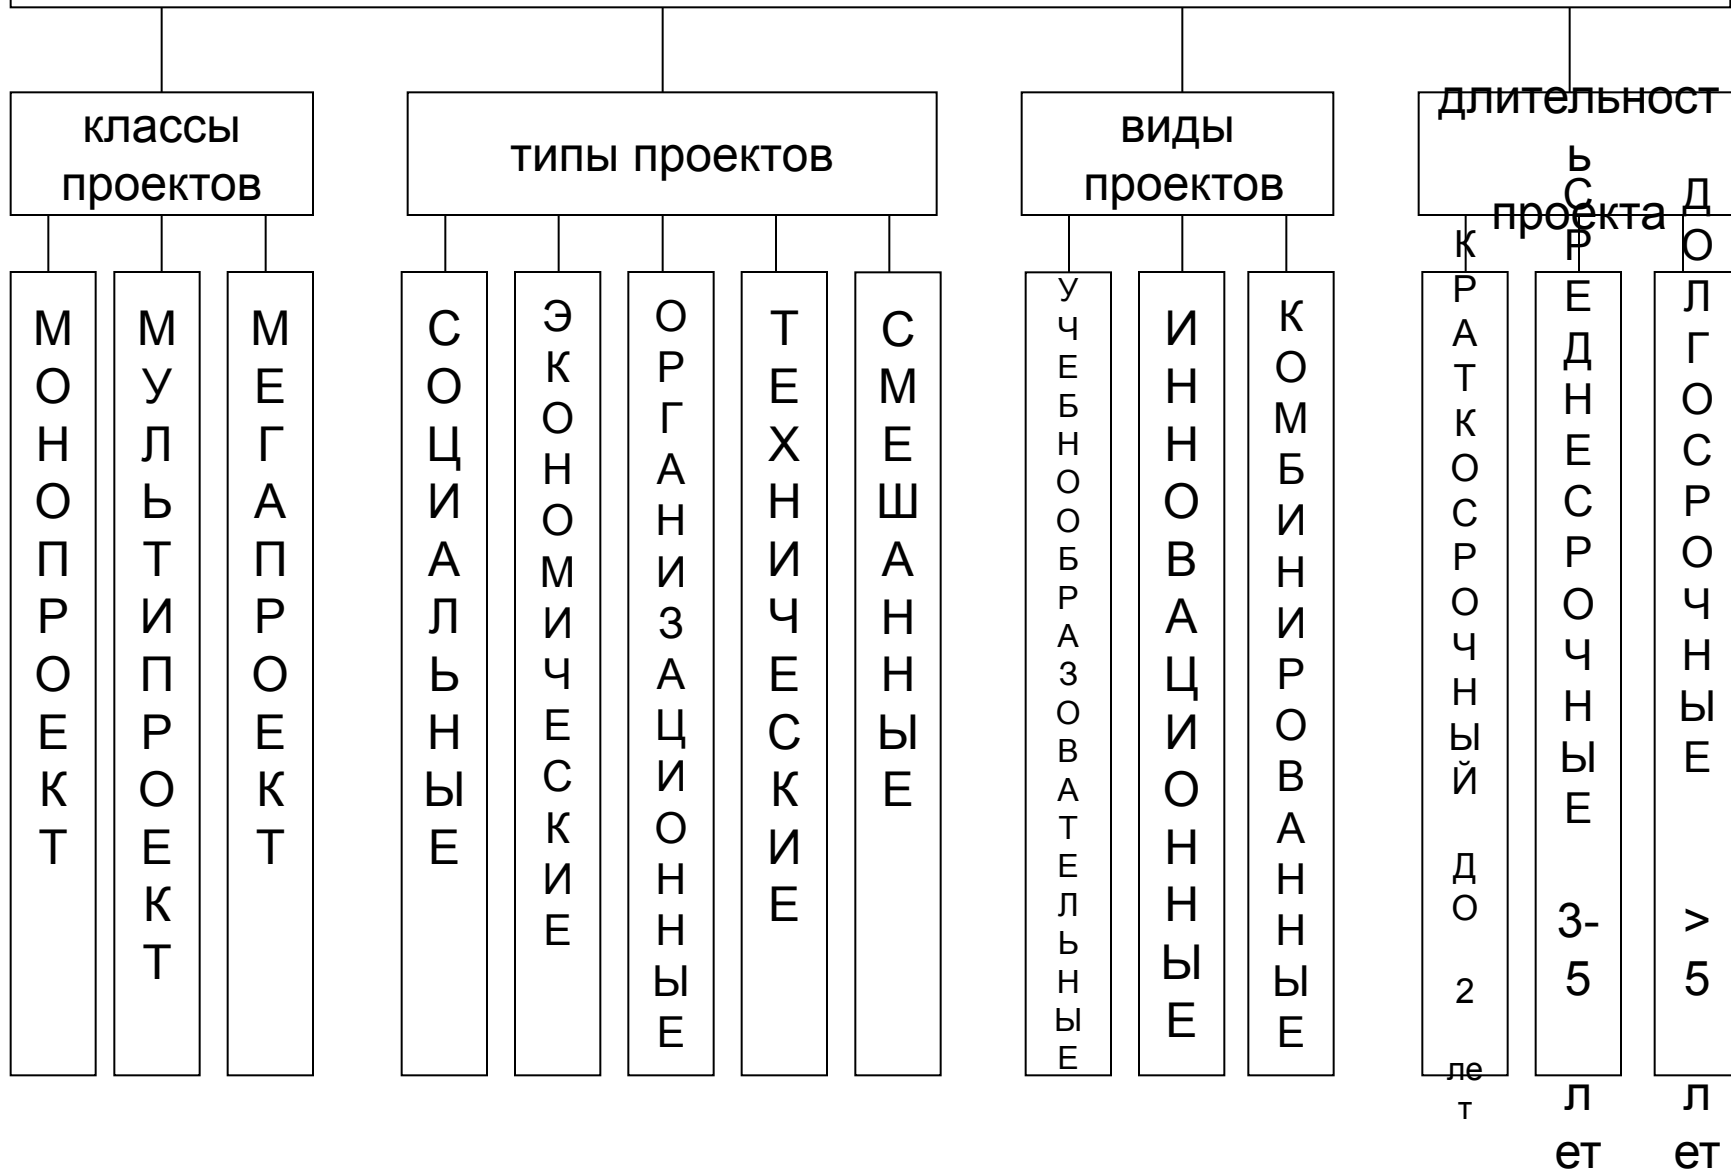 классы
проектов
типы проектов
виды
проектов
длительност
ь
проекта
МОНОПРОЕКТ
МУЛЬТИПРОЕКТ
МЕГАПРОЕКТ
СОЦИАЛЬНЫЕ
ЭКОНОМИЧЕСКИЕ
ОРГАНИЗАЦИОННЫЕ
ТЕХНИЧЕСКИЕ
СМЕШАННЫЕ
УЧЕБНООБРАЗОВАТЕЛЬНЫЕ
ИННОВАЦИОННЫЕ
КОМБИНИРОВАННЫЕ
КРАТКОСРОЧНЫЙ ДО 2 лет
СРЕДНЕСРОЧНЫЕ 3-5 лет
ДОЛГОСРОЧНЫЕ > 5 лет